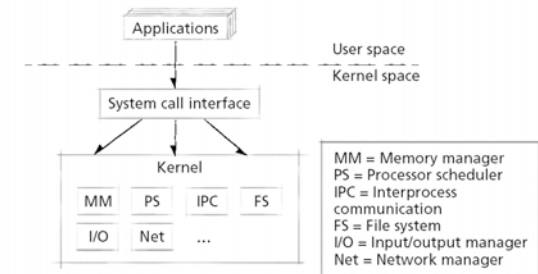 Applications
User space
Kernel space
System call interface
Kernel
MM PS IPC FS
I/O Net ...
MM = Memory manager
PS = Processor scheduler
IPC = Interprocess
communication
FS = File system
I/O = Input/output manager
Net = Network manager